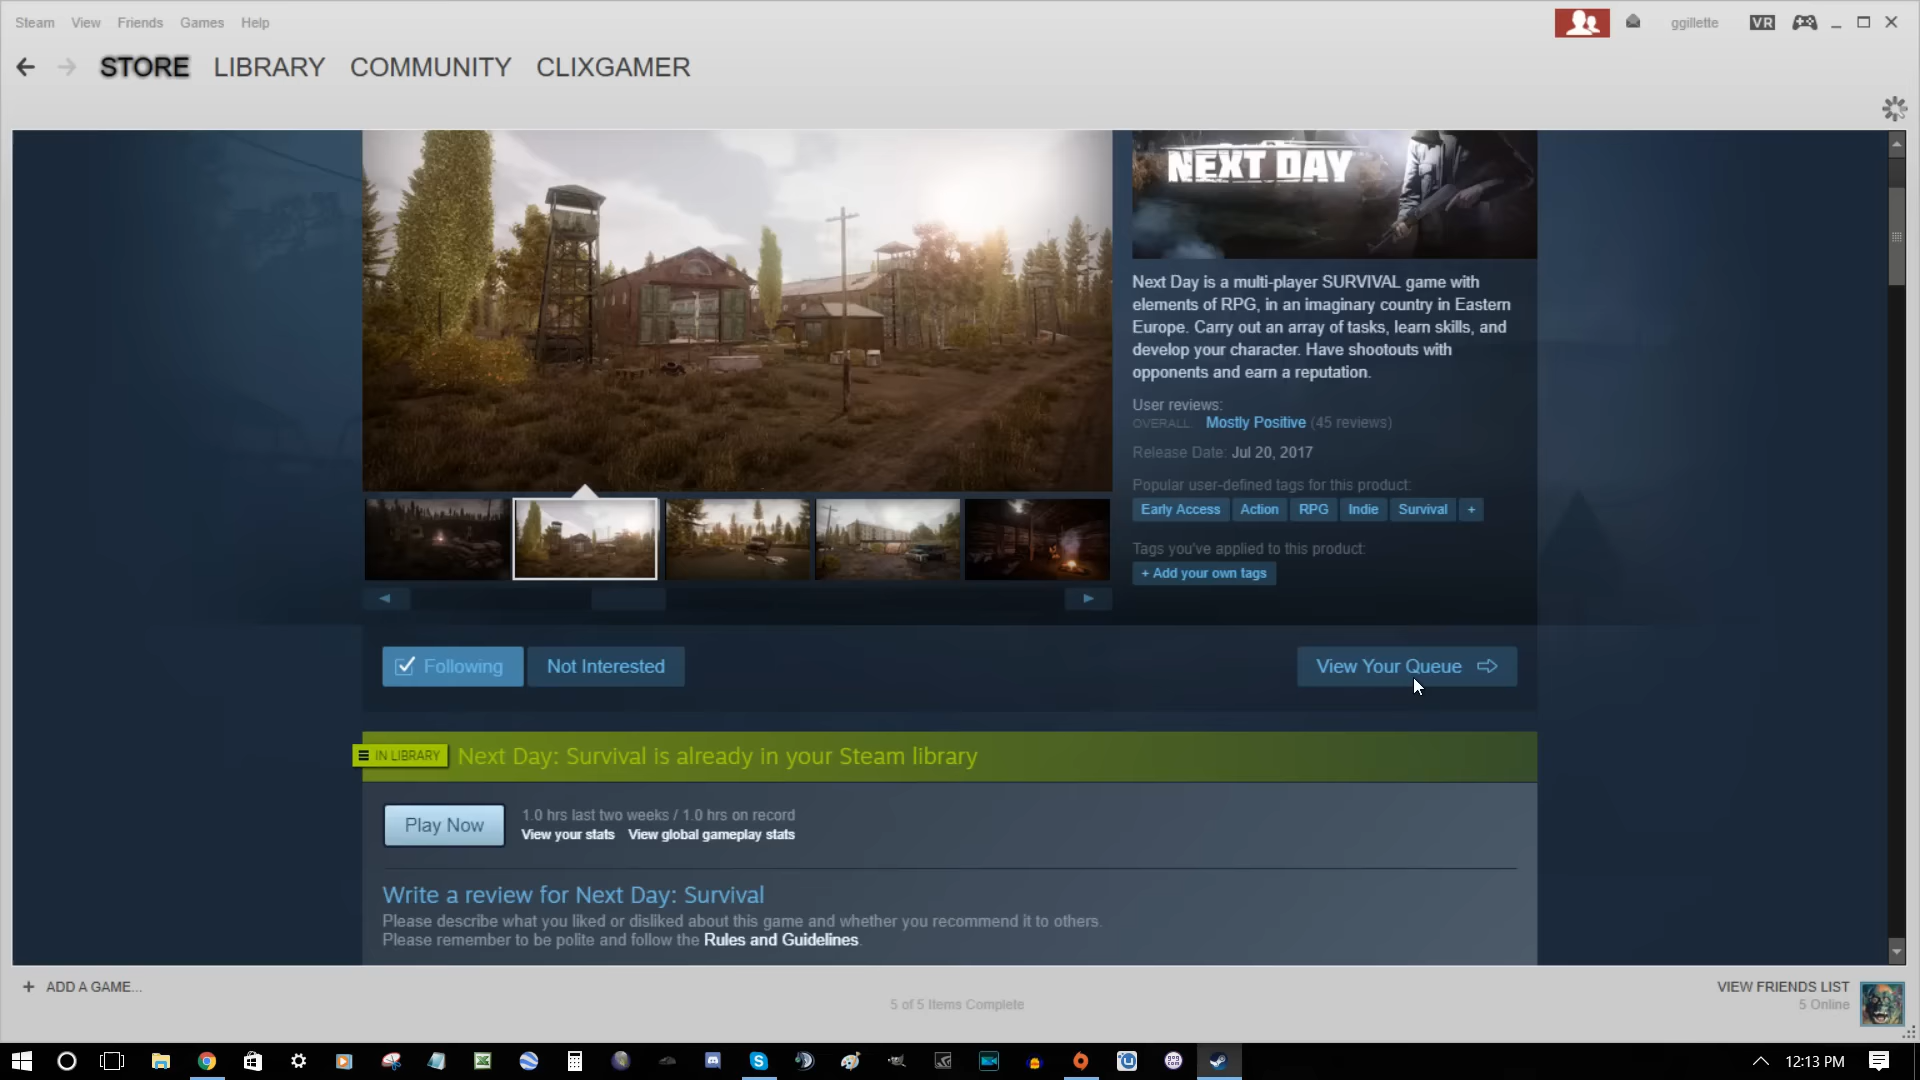 Steam View Friends Games Help
ggillette VR
STORE LIBRARY COMMUNITY CLIXGAMER
NEXT DAY
Next Day is a multi-player SURVIVAL game with
elements of RPG, in an imaginary country in Eastern
Europe. Carry out an array of tasks, learn skills, and
develop your character. Have shootouts with
opponents and earn a reputation.
User reviews:
OVERALL: Mostly Positive (45 reviews)
Release Date: Jul 20, 2017
Popular user-defined tags for this product:
Early Access Action RPG Indie Survival +
Tags you've applied to this product:
+ Add your own tags
Following Not Interested View Your Queue
IN LIBRARY Next Day: Survival is already in your Steam library
Play Now 1.0 hrs last two weeks / 1.0 hrs on record
View your stats View global gameplay stats
Write a review for Next Day: Survival
Please describe what you liked or disliked about this game and whether you recommend it to others.
Please remember to be polite and follow the Rules and Guidelines.
+ ADD A GAME... VIEW FRIENDS LIST
5 of 5 Items Complete 5 Online
12:13 PM